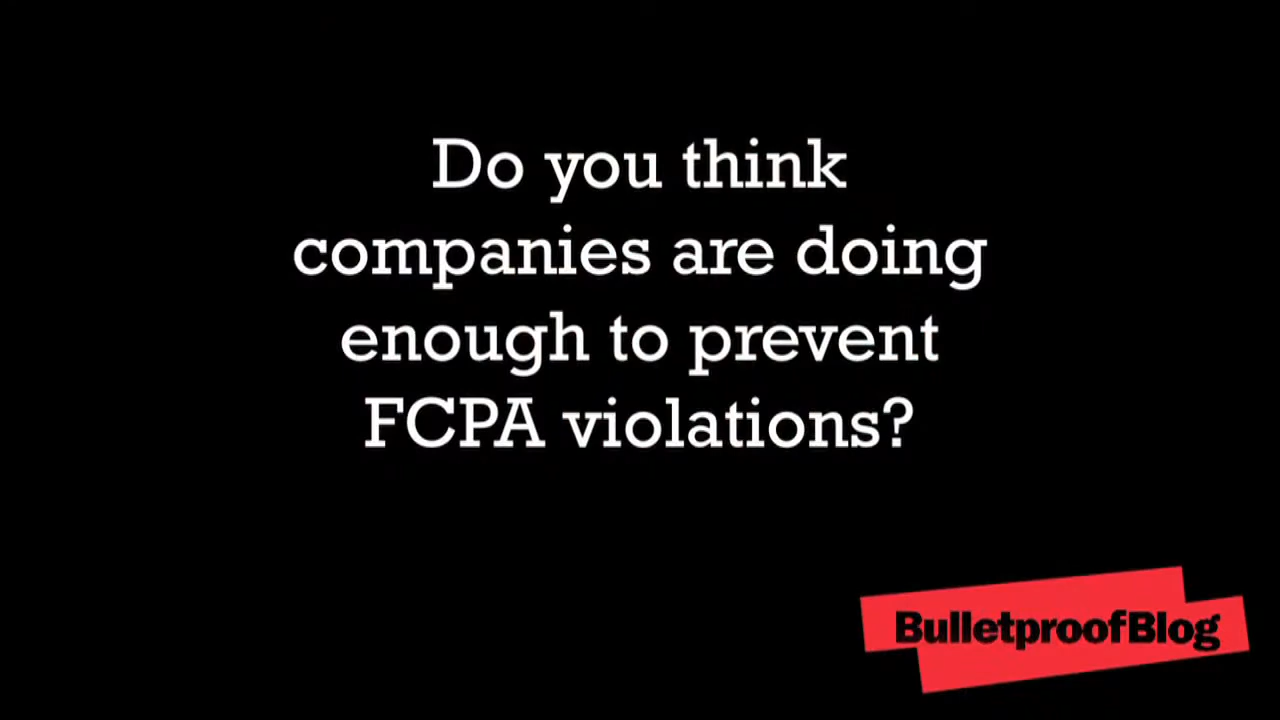 Do you think
companies are doing
enough to prevent
FCPA violations?
BulletproofBlog